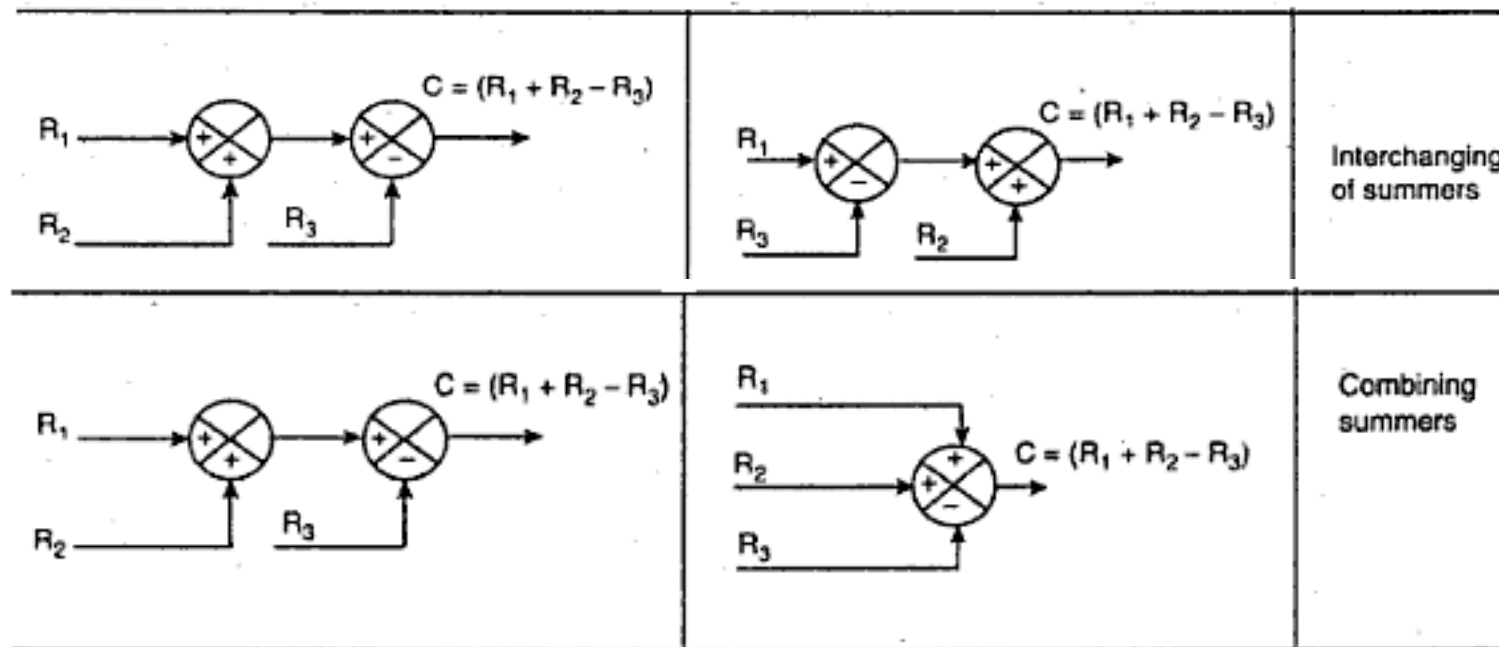 C = (R₁ + R₂ – R₃)
R₁
+
+
+
–
R₂
R₃
C = (R₁ + R₂ – R₃)
R₁
+
–
+
+
R₃
R₂
Interchanging
of summers
C = (R₁ + R₂ – R₃)
R₁
+
+
+
–
R₂
R₃
R₁
R₂
+
+
–
C = (R₁ + R₂ – R₃)
R₃
Combining
summers